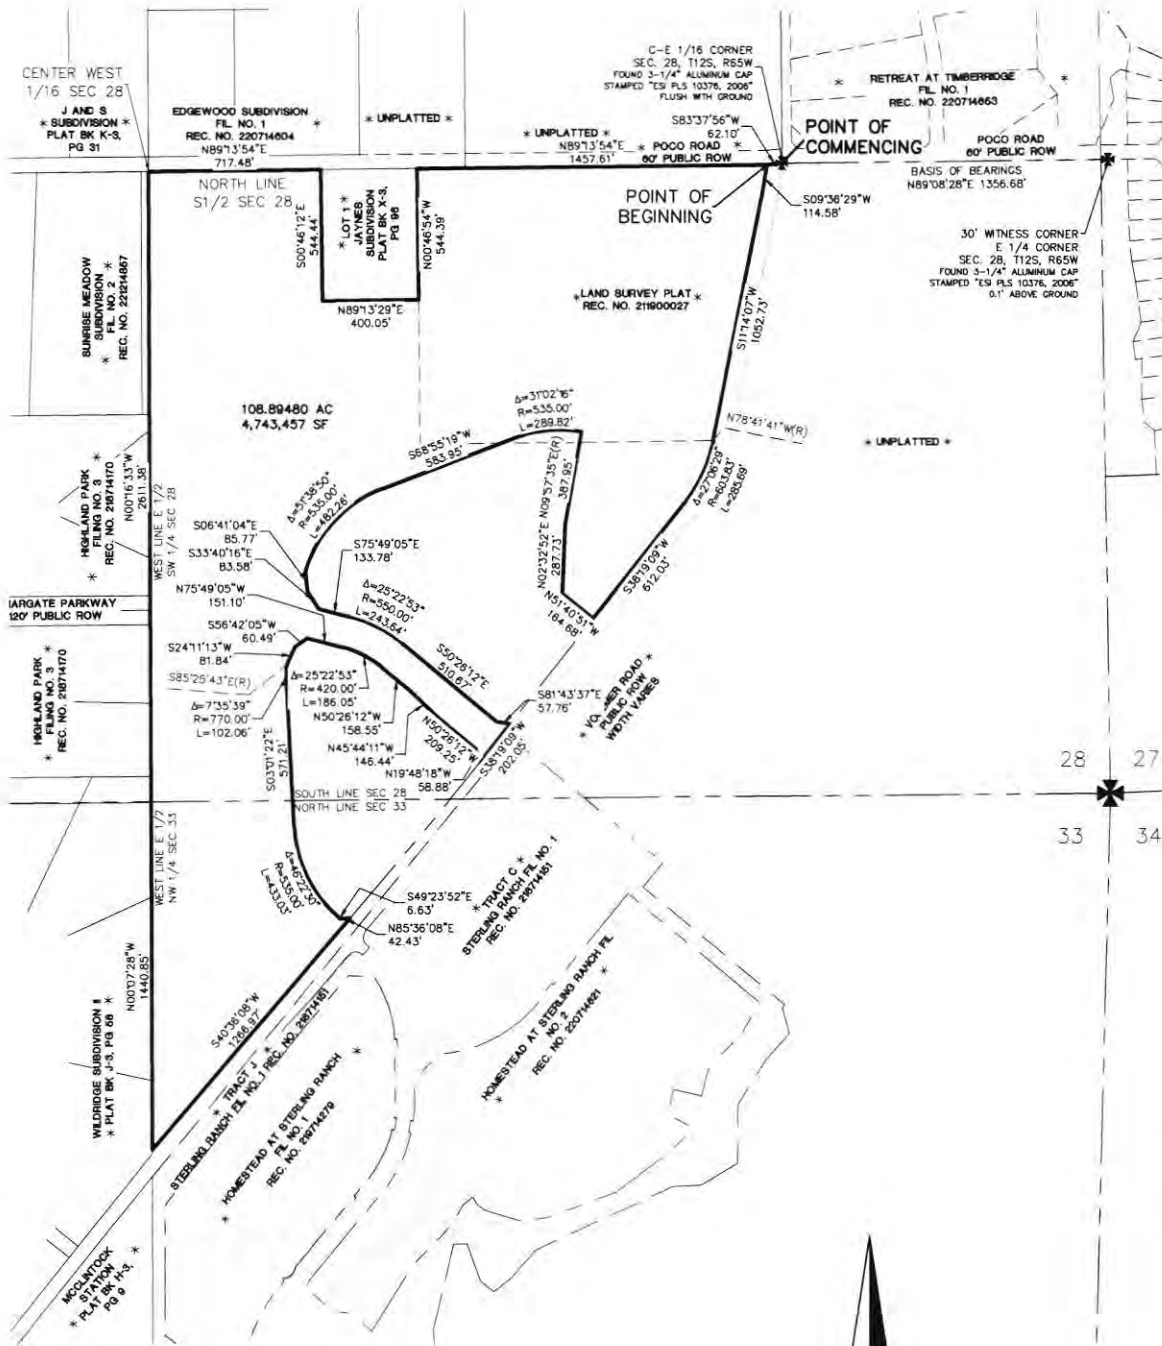 CENTER WEST
1/16 SEC 28
J AND S
* SUBDIVISION *
PLAT BK K-3,
PG 31
EDGEWOOD SUBDIVISION
FIL. NO. 1 *
REC. NO. 220714604
N89°13'54"E
717.48'
* UNPLATTED *
C-E 1/16 CORNER
SEC. 28, T12S, R65W
FOUND 3-1/4" ALUMINUM CAP
STAMPED "ESI PLS 10376, 2006"
FLUSH WITH GROUND
S83°37'56"W
62.10'
* RETREAT AT TIMBERRIDGE *
FIL. NO. 1
REC. NO. 220714663
* UNPLATTED *
N89°13'54"E
1457.61'
* POCO ROAD *
60' PUBLIC ROW
POINT OF
COMMENCING
POCO ROAD
60' PUBLIC ROW
BASIS OF BEARINGS
N89°08'28"E 1356.68'
NORTH LINE
S1/2 SEC 28
S00°46'12"E
544.44'
* LOT 1 *
JAYNES
SUBDIVISION
PLAT BK X-3,
PG 96
N00°46'54"W
544.39'
POINT OF
BEGINNING
S09°36'29"W
114.58'
30' WITNESS CORNER
E 1/4 CORNER
SEC. 28, T12S, R65W
FOUND 3-1/4" ALUMINUM CAP
STAMPED "ESI PLS 10376, 2006"
0.1' ABOVE GROUND
SUNRISE MEADOW
SUBDIVISION
* FIL. NO. 2 *
REC. NO. 221214857
N89°13'29"E
400.05'
* LAND SURVEY PLAT *
REC. NO. 211900027
S11°14'07"W
1052.73'
108.89480 AC
4,743,457 SF
Δ=31°02'16"
R=535.00'
L=289.82'
N78°41'41"W(R)
* UNPLATTED *
S68°55'19"W
583.95'
N00°16'33"W
2611.38'
HIGHLAND PARK
* FILING NO. 3 *
REC. NO. 218714170
WEST LINE E 1/2
SW 1/4 SEC 28
Δ=51°38'50"
R=535.00'
L=482.26'
N09°57'35"E(R)
387.95'
Δ=27°06'29"
R=603.83'
L=285.69'
S06°41'04"E
85.77'
S33°40'16"E
83.58'
S75°49'05"E
133.78'
N75°49'05"W
151.10'
Δ=25°22'53"
R=550.00'
L=243.64'
N02°32'52"E
287.73'
S38°19'09"W
612.03'
N51°40'51"W
164.68'
ARGATE PARKWAY
120' PUBLIC ROW
S56°42'05"W
60.49'
S24°11'13"W
81.84'
S85°25'43"E(R)
S50°26'12"E
510.67'
HIGHLAND PARK
* FILING NO. 3 *
REC. NO. 218714170
Δ=25°22'53"
R=420.00'
L=186.05'
Δ=7°35'39"
R=770.00'
L=102.06'
N50°26'12"W
158.55'
N50°26'12"W
209.25'
S81°43'37"E
57.76'
* ROAD *
PUBLIC ROW
WIDTH VARIES
N45°44'11"W
146.44'
N19°48'18"W
58.88'
S38°19'09"W
202.05'
S03°01'22"E
571.21'
28
27
SOUTH LINE SEC 28
NORTH LINE SEC 33
33
34
WEST LINE E 1/2
NW 1/4 SEC 33
Δ=46°22'30"
R=535.00'
L=433.03'
S49°23'52"E
6.63'
N85°36'08"E
42.43'
* TRACT C *
STERLING RANCH FIL. NO. 1
REC. NO. 218714151
N00°07'28"W
1440.85'
S40°36'08"W
1266.97'
WILDRIDGE SUBDIVISION II
* PLAT BK J-3, PG 58 *
* TRACT J *
STERLING RANCH FIL. NO. 1 REC. NO. 218714151
HOMESTEAD AT STERLING RANCH FIL.
* NO. 2 *
REC. NO. 220714621
* HOMESTEAD AT STERLING RANCH *
FIL. NO. 1
REC. NO. 219714279
MCCLINTOCK
STATION
* PLAT BK H-3, *
PG 9